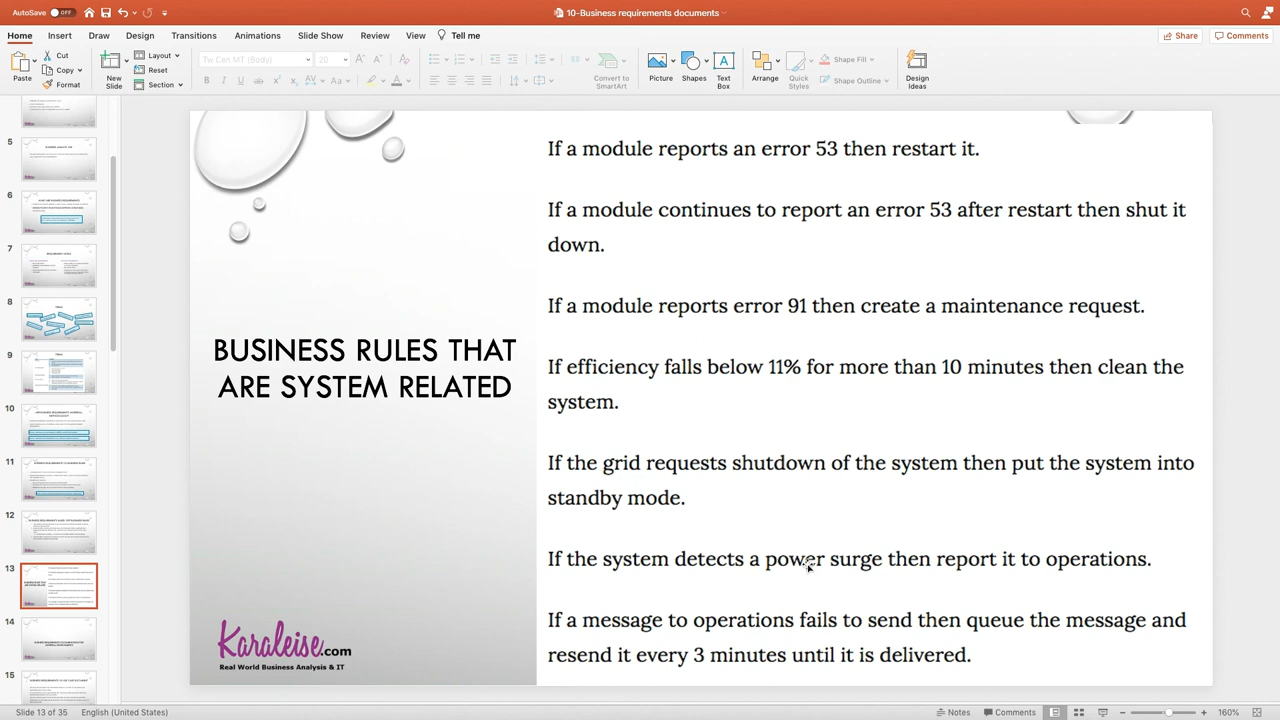 AutoSave OFF
10-Business requirements documents
Home Insert Draw Design Transitions Animations Slide Show Review View Tell me
Share Comments
Paste
Cut
Copy
Format
New Slide
Layout
Reset
Section
20
Convert to SmartArt
Picture
Shapes
Text Box
Arrange
Quick Styles
Shape Fill
Shape Outline
Design Ideas
5
6
7
8
10
11
12
13
14
15
BUSINESS RULES THAT
ARE SYSTEM RELATED
Karaleise.com
Real World Business Analysis & IT
If a module reports an error 53 then restart it.
If a module continues to report an error 53 after restart then shut it
down.
If a module reports error 91 then create a maintenance request.
If efficiency falls below 11% for more than 10 minutes then clean the
system.
If the grid requests shutdown of the system then put the system into
standby mode.
If the system detects a power surge then report it to operations.
If a message to operations fails to send then queue the message and
resend it every 3 minutes until it is delivered.
Slide 13 of 35 English (United States)
Notes Comments 160%